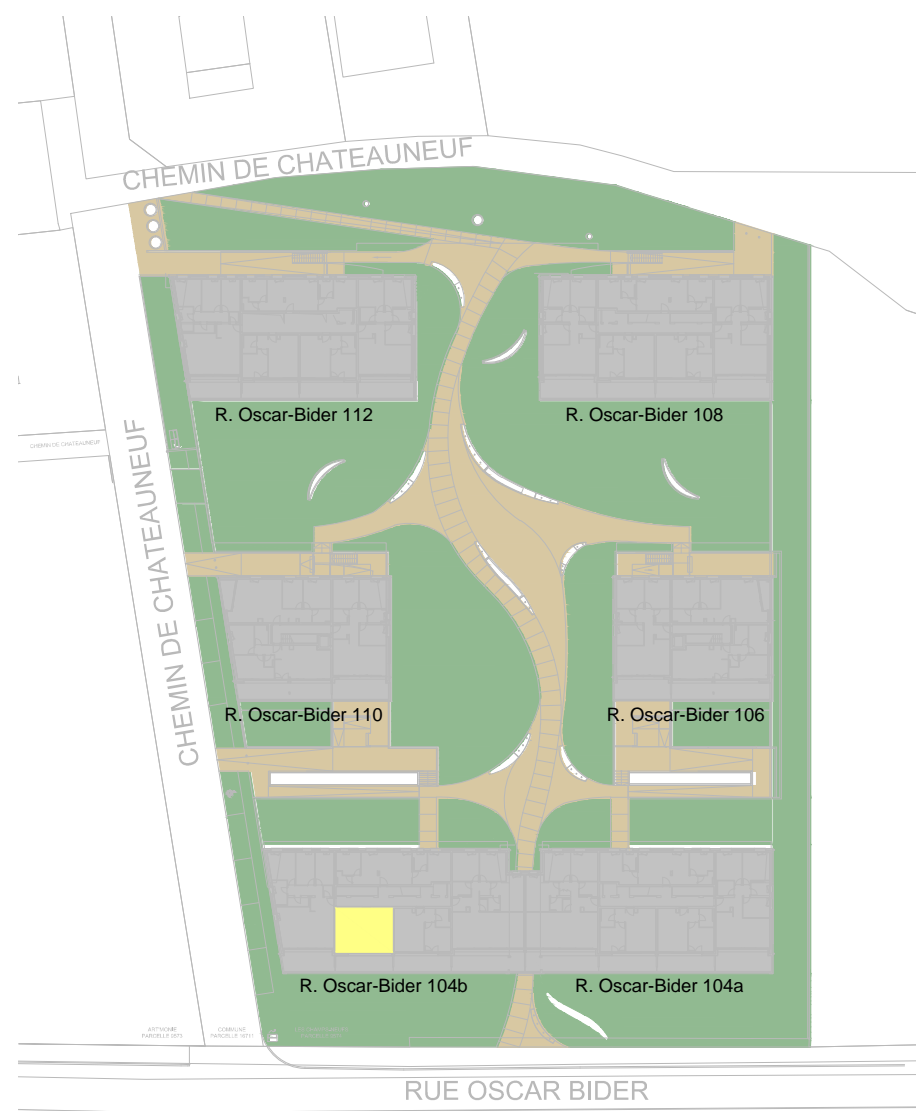 CHEMIN DE CHATEAUNEUF
R. Oscar-Bider 112
R. Oscar-Bider 108
CHEMIN DE CHATEAUNEUF
CHEMIN DE CHATEAUNEUF
R. Oscar-Bider 110
R. Oscar-Bider 106
R. Oscar-Bider 104b
R. Oscar-Bider 104a
COMMUNE
RUE OSCAR BIDER